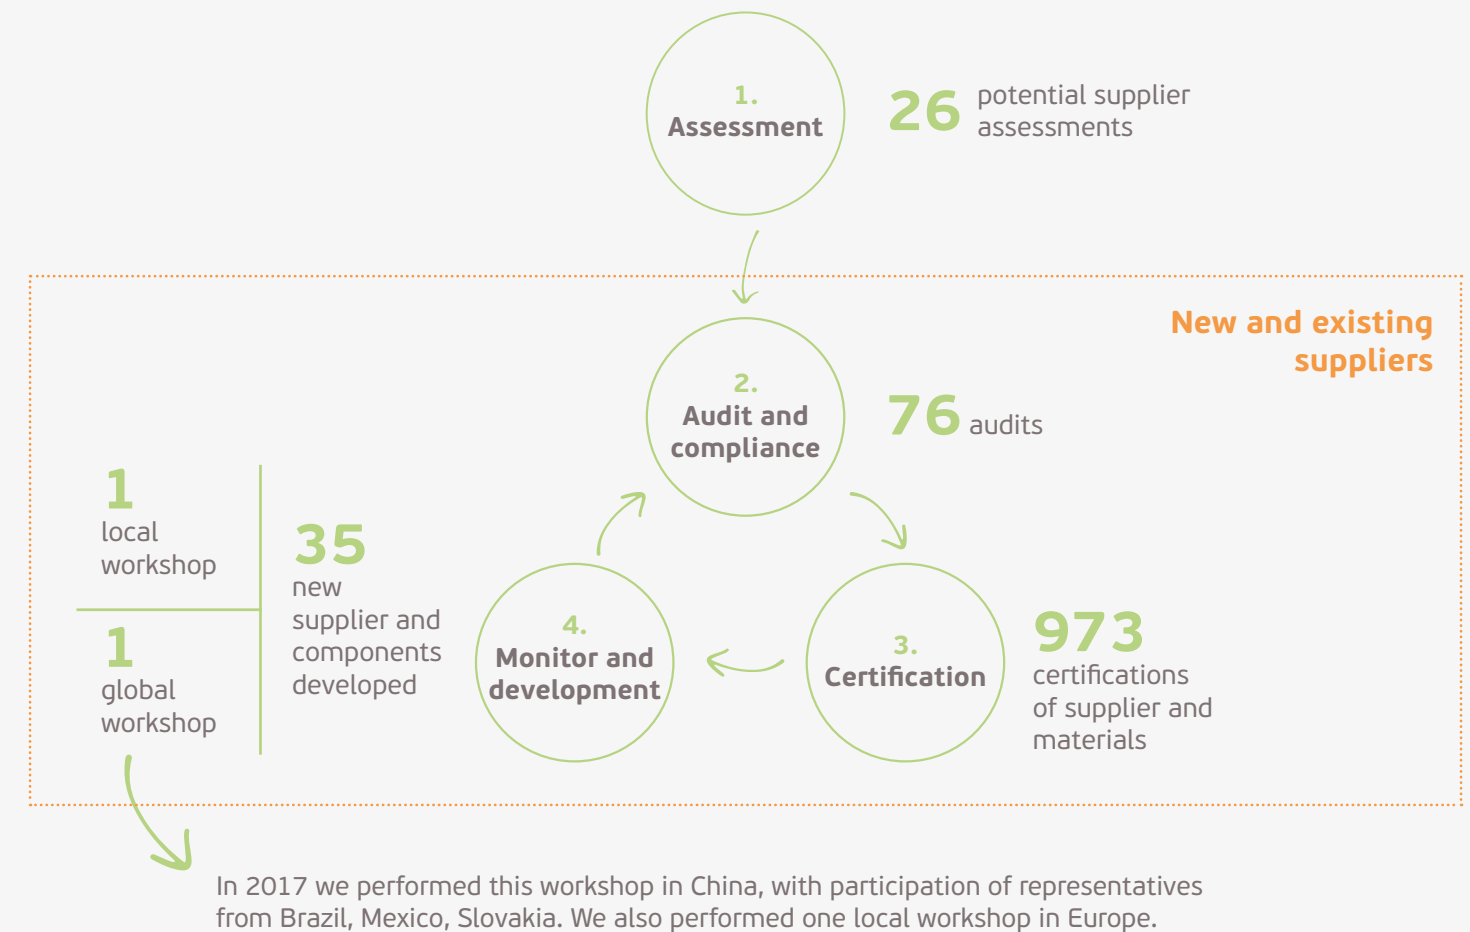 1.
Assessment
26
potential supplier
assessments
New and existing
suppliers
2.
Audit and
compliance
76 audits
1
local
workshop
1
global
workshop
35
new
supplier and
components
developed
4.
Monitor and
development
3.
Certification
973
certifications
of supplier and
materials
In 2017 we performed this workshop in China, with participation of representatives
from Brazil, Mexico, Slovakia. We also performed one local workshop in Europe.